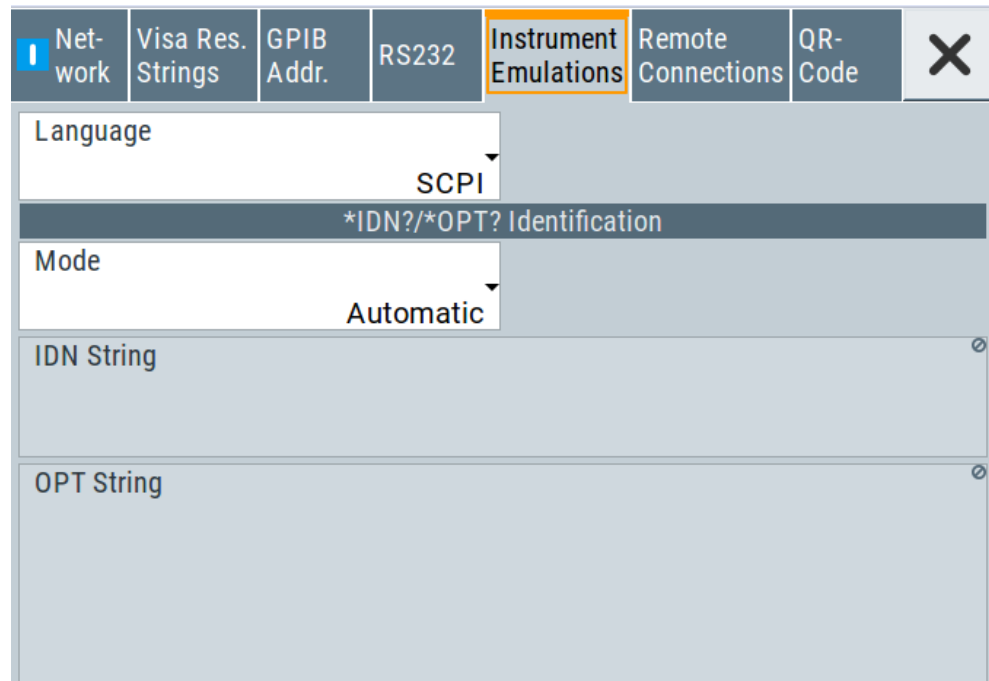 Net-
work
Visa Res.
Strings
GPIB
Addr.
RS232
Instrument
Emulations
Remote
Connections
QR-
Code
Language
SCPI
*IDN?/*OPT? Identification
Mode
Automatic
IDN String
OPT String